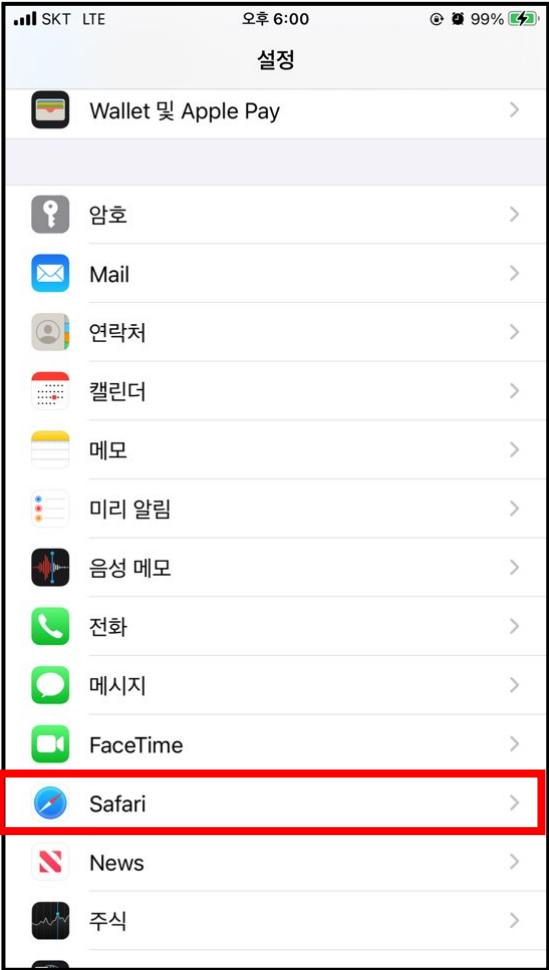 SKT LTE 오후 6:00 99%
설정
Wallet 및 Apple Pay
암호
Mail
연락처
캘린더
메모
미리 알림
음성 메모
전화
메시지
FaceTime
Safari
News
주식